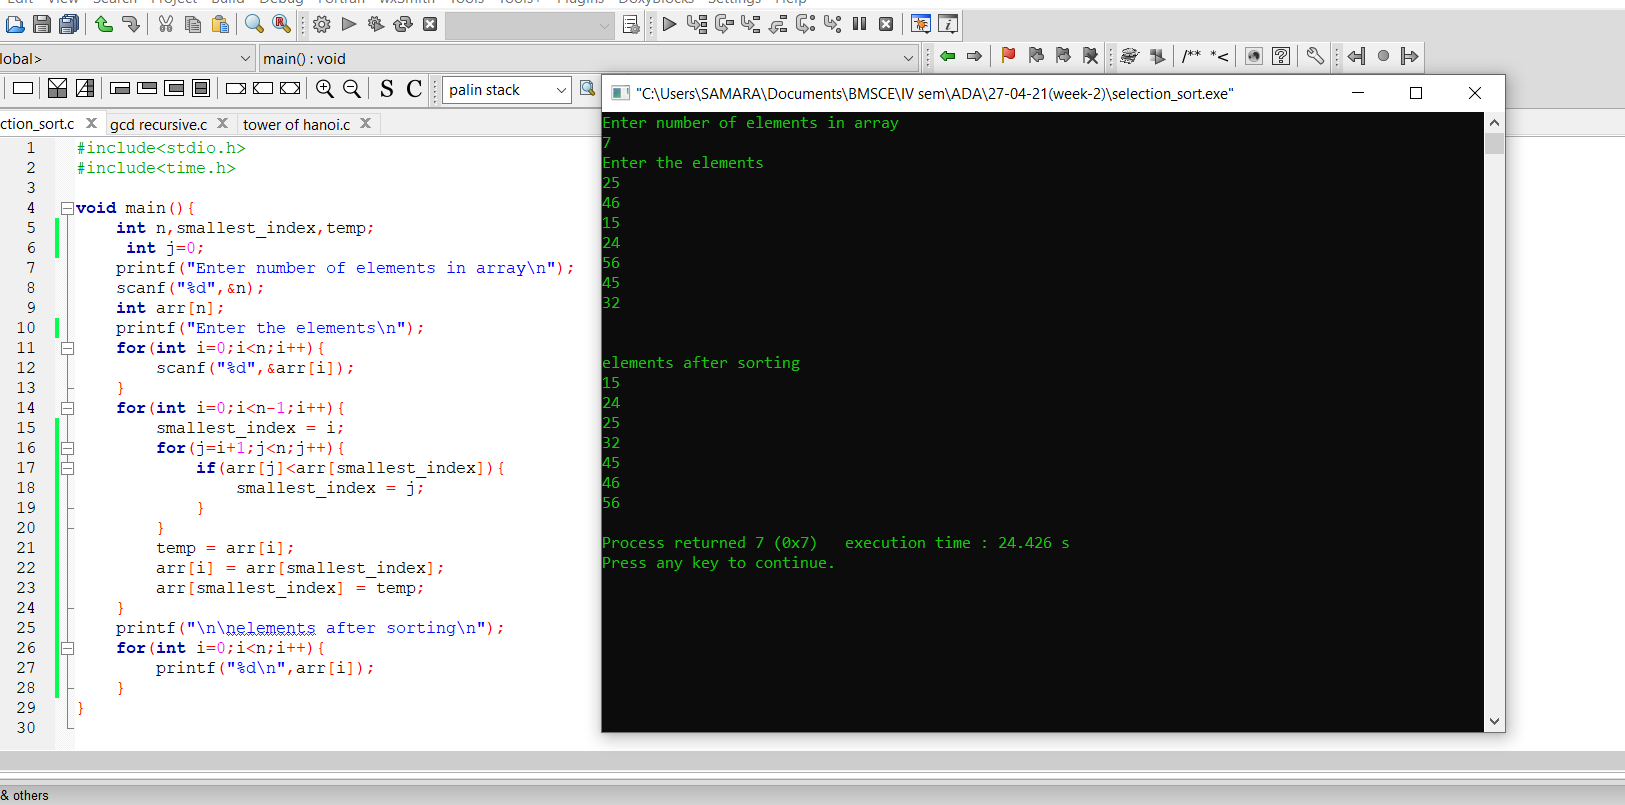 Edit View Search Project Build Debug Fortran wxSmith Tools Tools+ Plugins DoxyBlocks Settings Help
lobal>
main() : void
/** *<
S C
palin stack
ction_sort.c
gcd recursive.c
tower of hanoi.c
1 #include<stdio.h>
2 #include<time.h>
3
4 void main(){
5 int n,smallest_index,temp;
6 int j=0;
7 printf("Enter number of elements in array\n");
8 scanf("%d",&n);
9 int arr[n];
10 printf("Enter the elements\n");
11 for(int i=0;i<n;i++){
12 scanf("%d",&arr[i]);
13 }
14 for(int i=0;i<n-1;i++){
15 smallest_index = i;
16 for(j=i+1;j<n;j++){
17 if(arr[j]<arr[smallest_index]){
18 smallest_index = j;
19 }
20 }
21 temp = arr[i];
22 arr[i] = arr[smallest_index];
23 arr[smallest_index] = temp;
24 }
25 printf("\n\nelements after sorting\n");
26 for(int i=0;i<n;i++){
27 printf("%d\n",arr[i]);
28 }
29 }
30
"C:\Users\SAMARA\Documents\BMSCE\IV sem\ADA\27-04-21(week-2)\selection_sort.exe"
Enter number of elements in array
7
Enter the elements
25
46
15
24
56
45
32
elements after sorting
15
24
25
32
45
46
56
Process returned 7 (0x7) execution time : 24.426 s
Press any key to continue.
& others